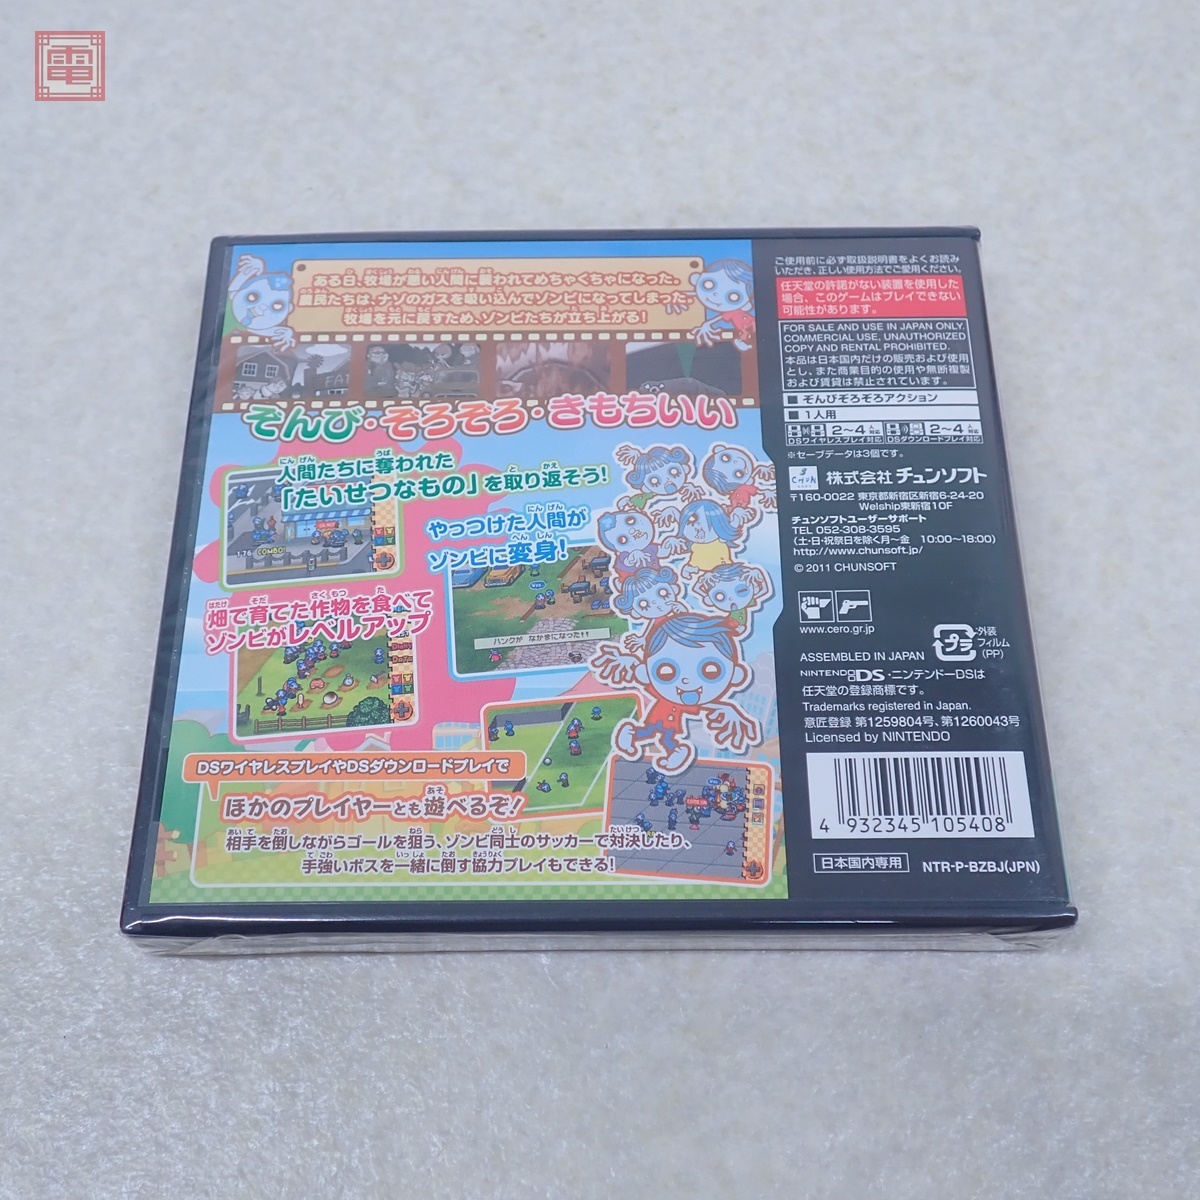 電
ある日、牧場が悪い人間に襲われてめちゃくちゃになった。
農民たちは、ナゾのガスを吸い込んでゾンビになってしまった。
牧場を元に戻すため、ゾンビたちが立ち上がる!
FAT
ぞんび・ぞろぞろ・きもちいい
人間たちに奪われた
「たいせつなもの」を取り返そう!
176 COMBO!
やっつけた人間が
ゾンビに変身!
ハンクが なかまになった!!
畑で育てた作物を食べて
ゾンビがレベルアップ
DSワイヤレスプレイやDSダウンロードプレイで
ほかのプレイヤーとも遊べるぞ!
相手を倒しながらゴールを狙う、ゾンビ同士のサッカーで対決したり、
手強いボスを一緒に倒す協力プレイもできる!
ご使用前に必ず取扱説明書をよくお読み
いただき、正しい使用方法でご愛用ください。
任天堂の許諾がない装置を使用した
場合、このゲームはプレイできない
可能性があります。
FOR SALE AND USE IN JAPAN ONLY.
COMMERCIAL USE, UNAUTHORIZED
COPY AND RENTAL PROHIBITED.
本品は日本国内だけの販売および使用
とし、また商業目的の使用や無断複製
および賃貸は禁止されています。
■ ぞんびぞろぞろアクション
■ 1人用
2〜4人対応 2〜4人対応
DSワイヤレスプレイ対応 DSダウンロードプレイ対応
※セーブデータは3個です。
CHUN SOFT 株式会社 チュンソフト
〒160-0022 東京都新宿区新宿6-24-20
Welship東新宿10F
チュンソフトユーザーサポート
TEL 052-308-3595
(土・日・祝祭日を除く月〜金 10:00〜18:00)
http://www.chunsoft.jp/
© 2011 CHUNSOFT
www.cero.gr.jp
プラ 外装
フィルム
(PP)
ASSEMBLED IN JAPAN
NINTENDO DS・ニンテンドーDSは
任天堂の登録商標です。
Trademarks registered in Japan.
意匠登録 第1259804号、第1260043号
Licensed by NINTENDO
4 932345 105408
日本国内専用
NTR-P-BZBJ(JPN)